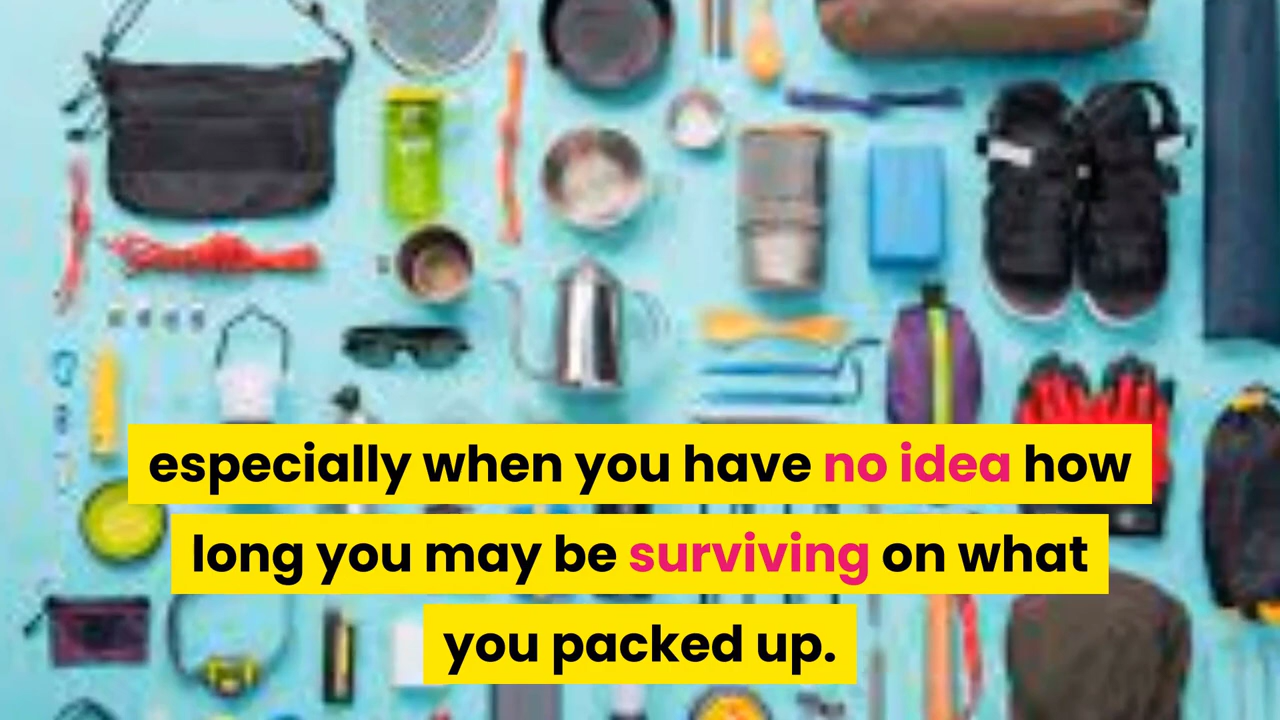 especially when you have no idea how
long you may be surviving on what
you packed up.